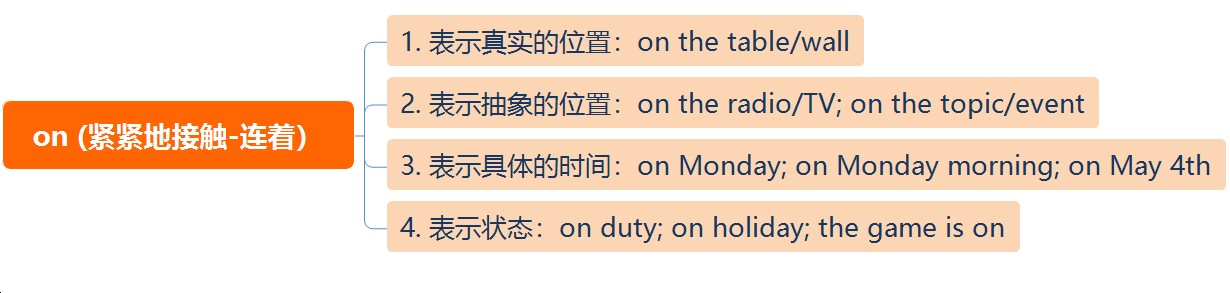 on (紧紧地接触-连着)
1. 表示真实的位置：on the table/wall
2. 表示抽象的位置：on the radio/TV; on the topic/event
3. 表示具体的时间：on Monday; on Monday morning; on May 4th
4. 表示状态：on duty; on holiday; the game is on